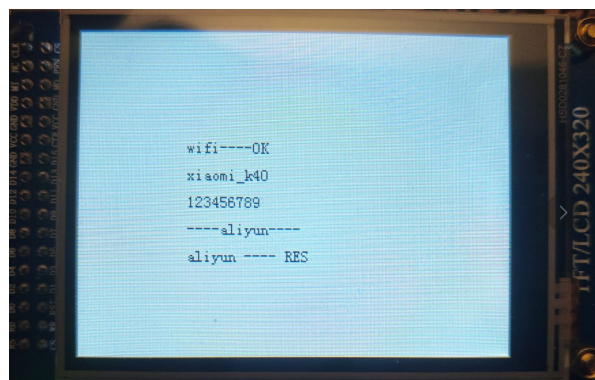 wifi----OK
xiaomi_k40
123456789
----aliyun----
aliyun ---- RES
TFT/LCD 240X320